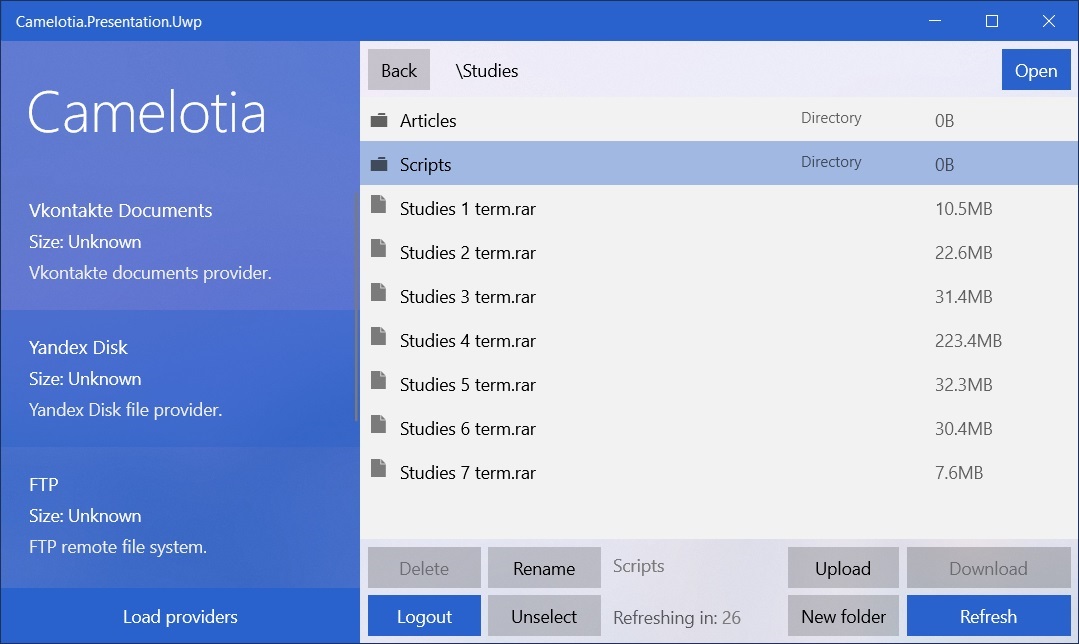 Camelotia.Presentation.Uwp
Camelotia
Vkontakte Documents
Size: Unknown
Vkontakte documents provider.
Yandex Disk
Size: Unknown
Yandex Disk file provider.
FTP
Size: Unknown
FTP remote file system.
Load providers
Back \Studies Open
Articles Directory 0B
Scripts Directory 0B
Studies 1 term.rar 10.5MB
Studies 2 term.rar 22.6MB
Studies 3 term.rar 31.4MB
Studies 4 term.rar 223.4MB
Studies 5 term.rar 32.3MB
Studies 6 term.rar 30.4MB
Studies 7 term.rar 7.6MB
Delete Rename Scripts Upload Download
Logout Unselect Refreshing in: 26 New folder Refresh